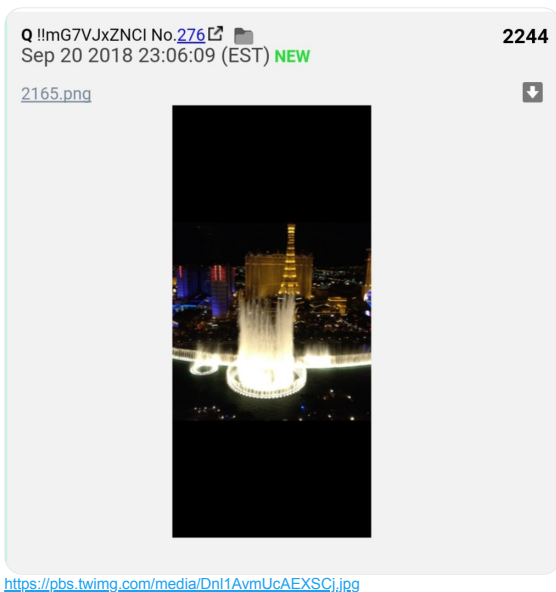 Q !!mG7VJxZNCI No.276 2244
Sep 20 2018 23:06:09 (EST) NEW
2165.png
https://pbs.twimg.com/media/DnI1AvmUcAEXSCj.jpg